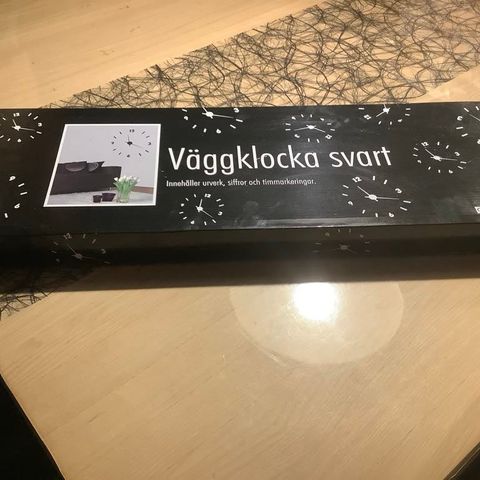 Väggklocka svart
Innehåller urverk, siffror och timmarkeringar.